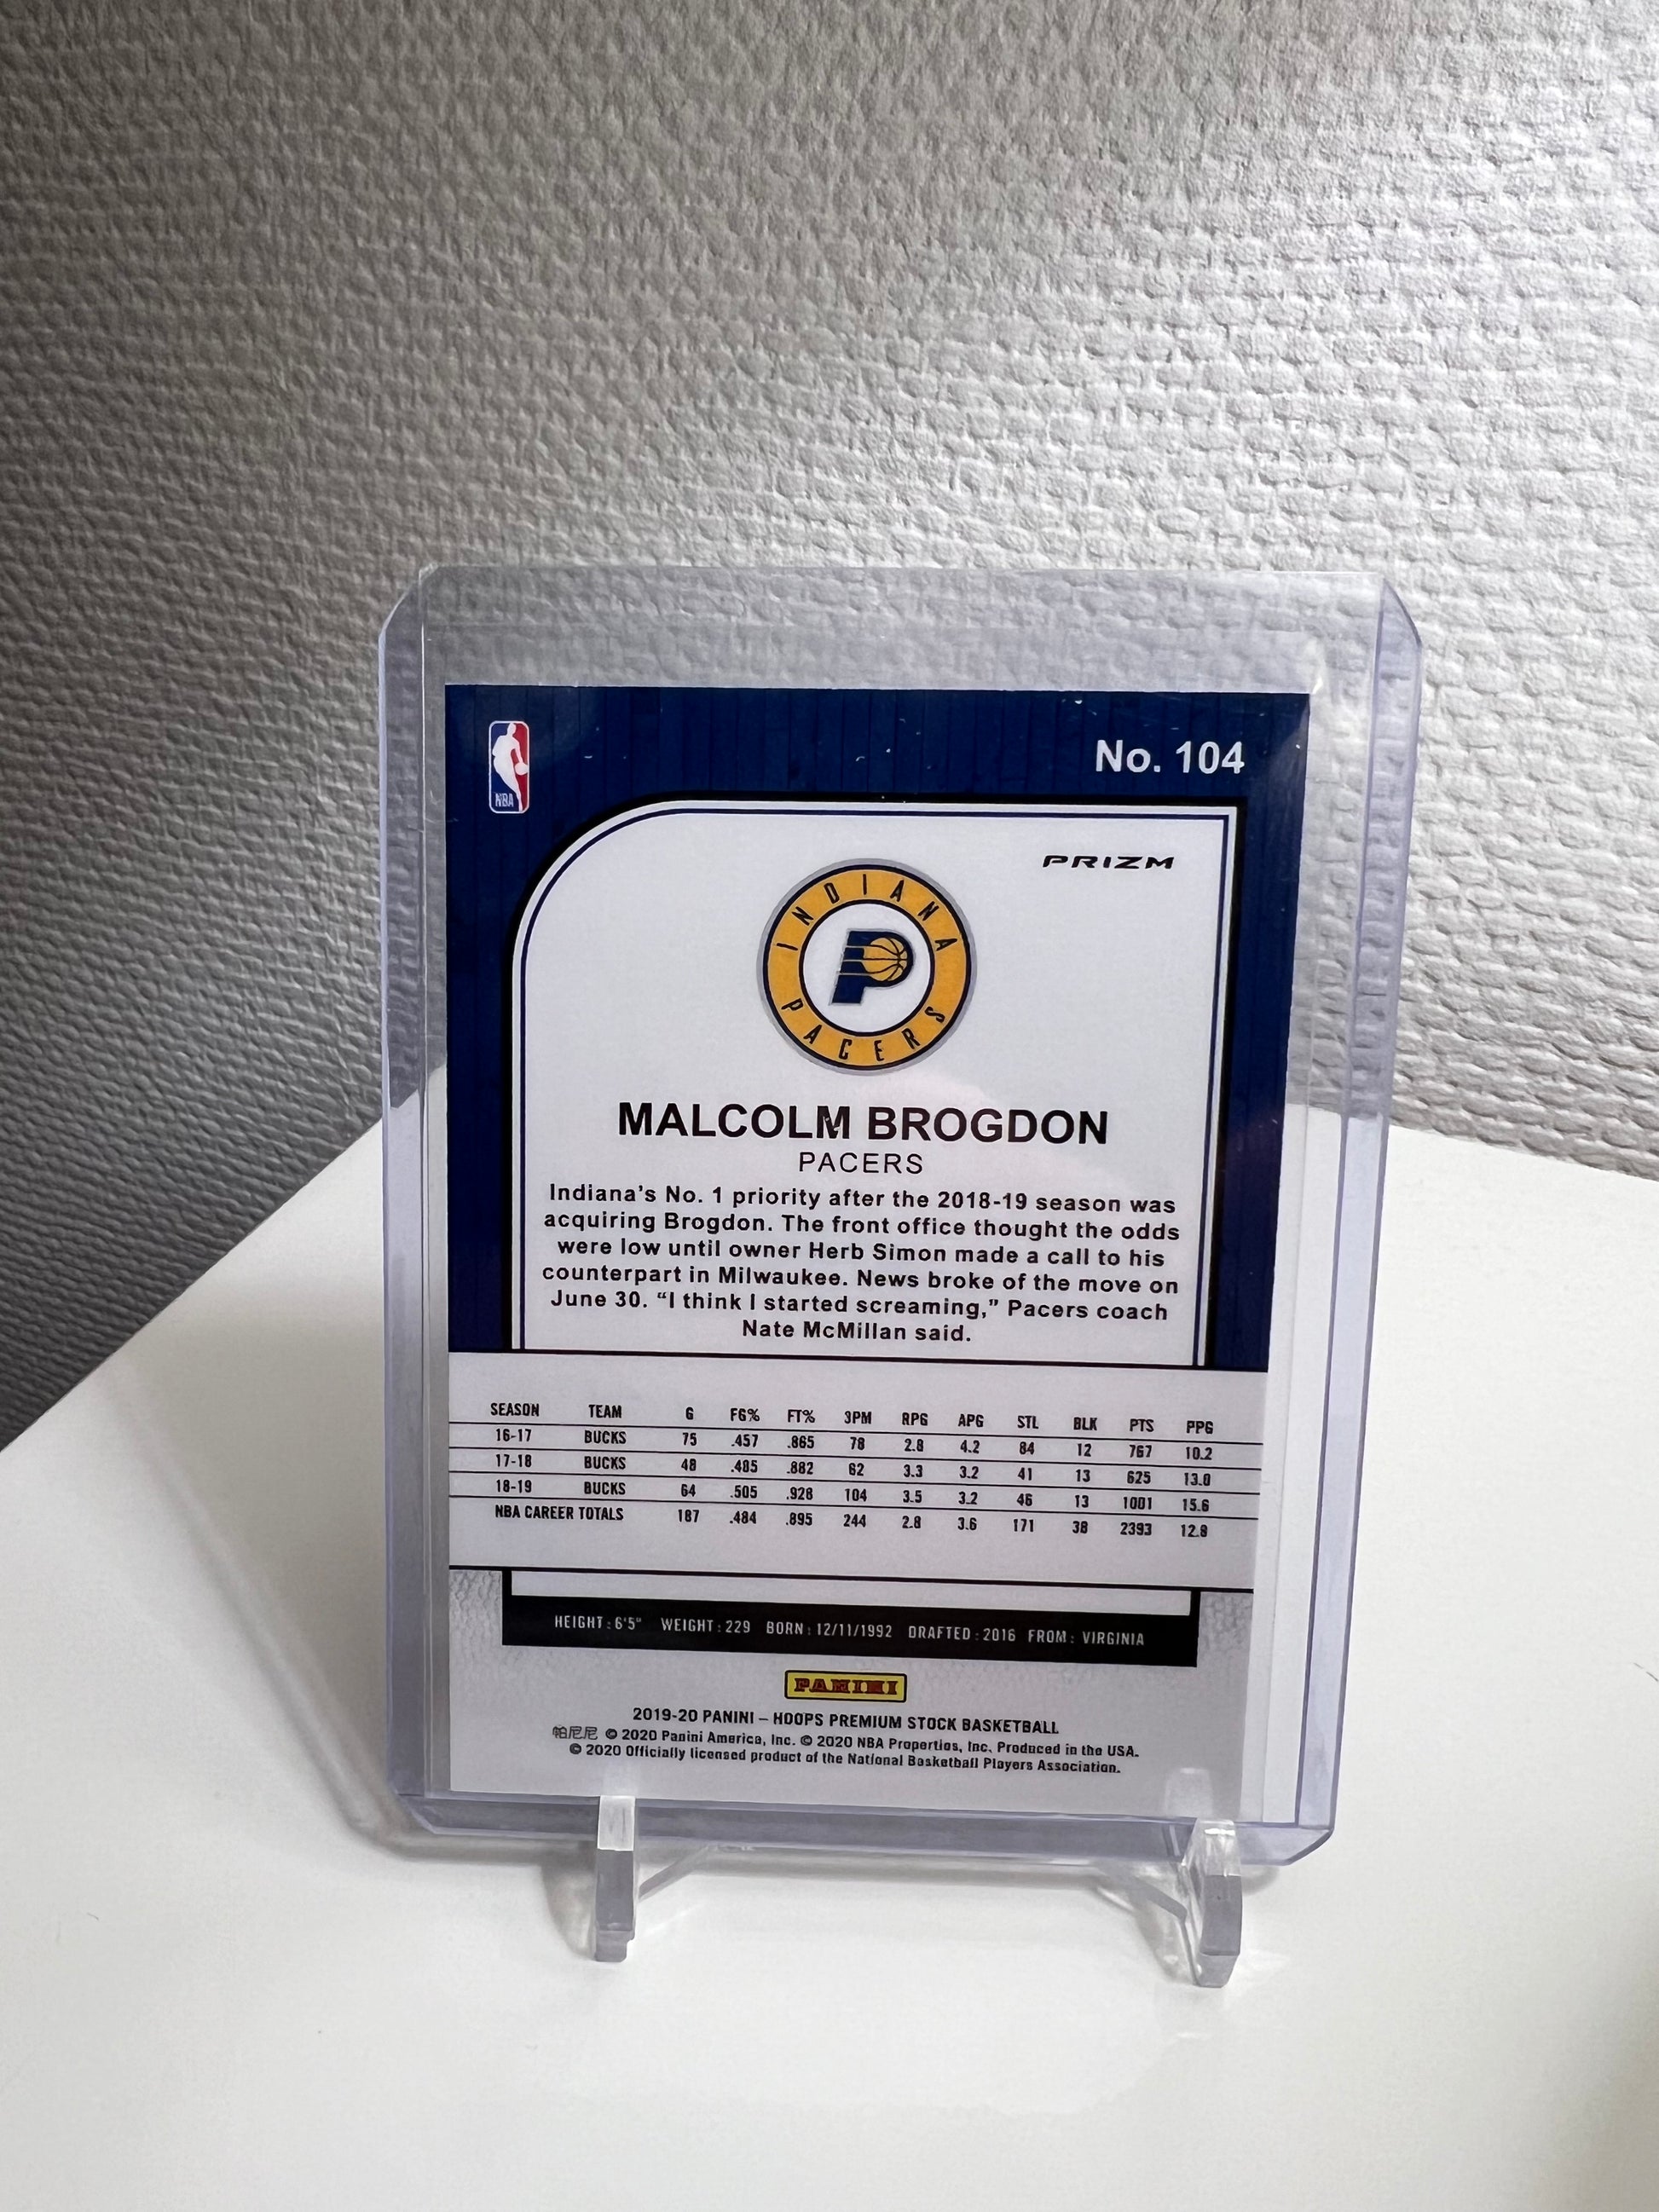 No. 104
NBA
PRIZM
INDIANA
PACERS
MALCOLM BROGDON
PACERS
Indiana's No. 1 priority after the 2018-19 season was
acquiring Brogdon. The front office thought the odds
were low until owner Herb Simon made a call to his
counterpart in Milwaukee. News broke of the move on
June 30. “I think I started screaming,” Pacers coach
Nate McMillan said.
SEASON TEAM G FG% FT% 3PM RPG APG STL BLK PTS PPG
16-17 BUCKS 75 .457 .865 78 2.8 4.2 84 12 767 10.2
17-18 BUCKS 48 .485 .882 62 3.3 3.2 41 13 625 13.0
18-19 BUCKS 64 .505 .928 104 3.5 3.2 46 13 1001 15.6
NBA CAREER TOTALS 187 .484 .895 244 2.8 3.6 171 38 2393 12.8
HEIGHT: 6'5" WEIGHT: 229 BORN: 12/11/1992 DRAFTED: 2016 FROM: VIRGINIA
PANINI
2019-20 PANINI – HOOPS PREMIUM STOCK BASKETBALL
帕尼尼 © 2020 Panini America, Inc. © 2020 NBA Properties, Inc. Produced in the USA.
© 2020 Officially licensed product of the National Basketball Players Association.